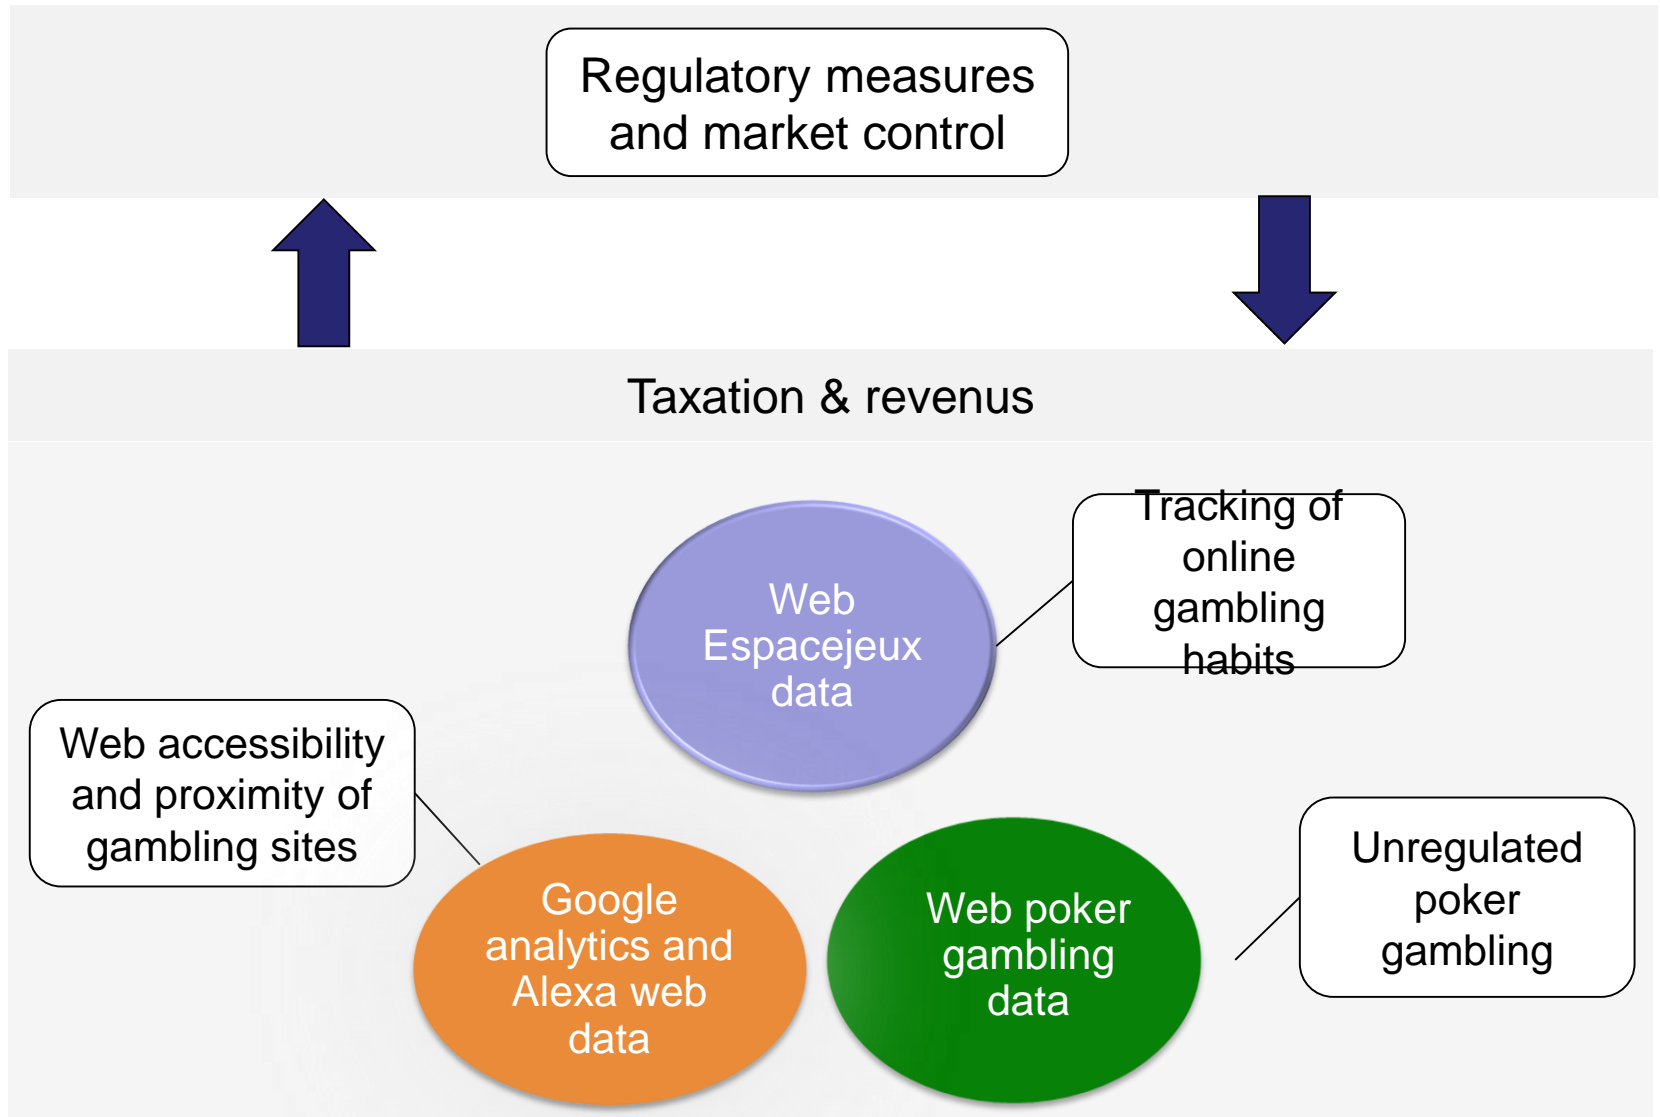 Regulatory measures
and market control
Taxation & revenus
Tracking of
online
gambling
habits
Web
Espacejeux
data
Web accessibility
and proximity of
gambling sites
Google
analytics and
Alexa web
data
Web poker
gambling
data
Unregulated
poker
gambling